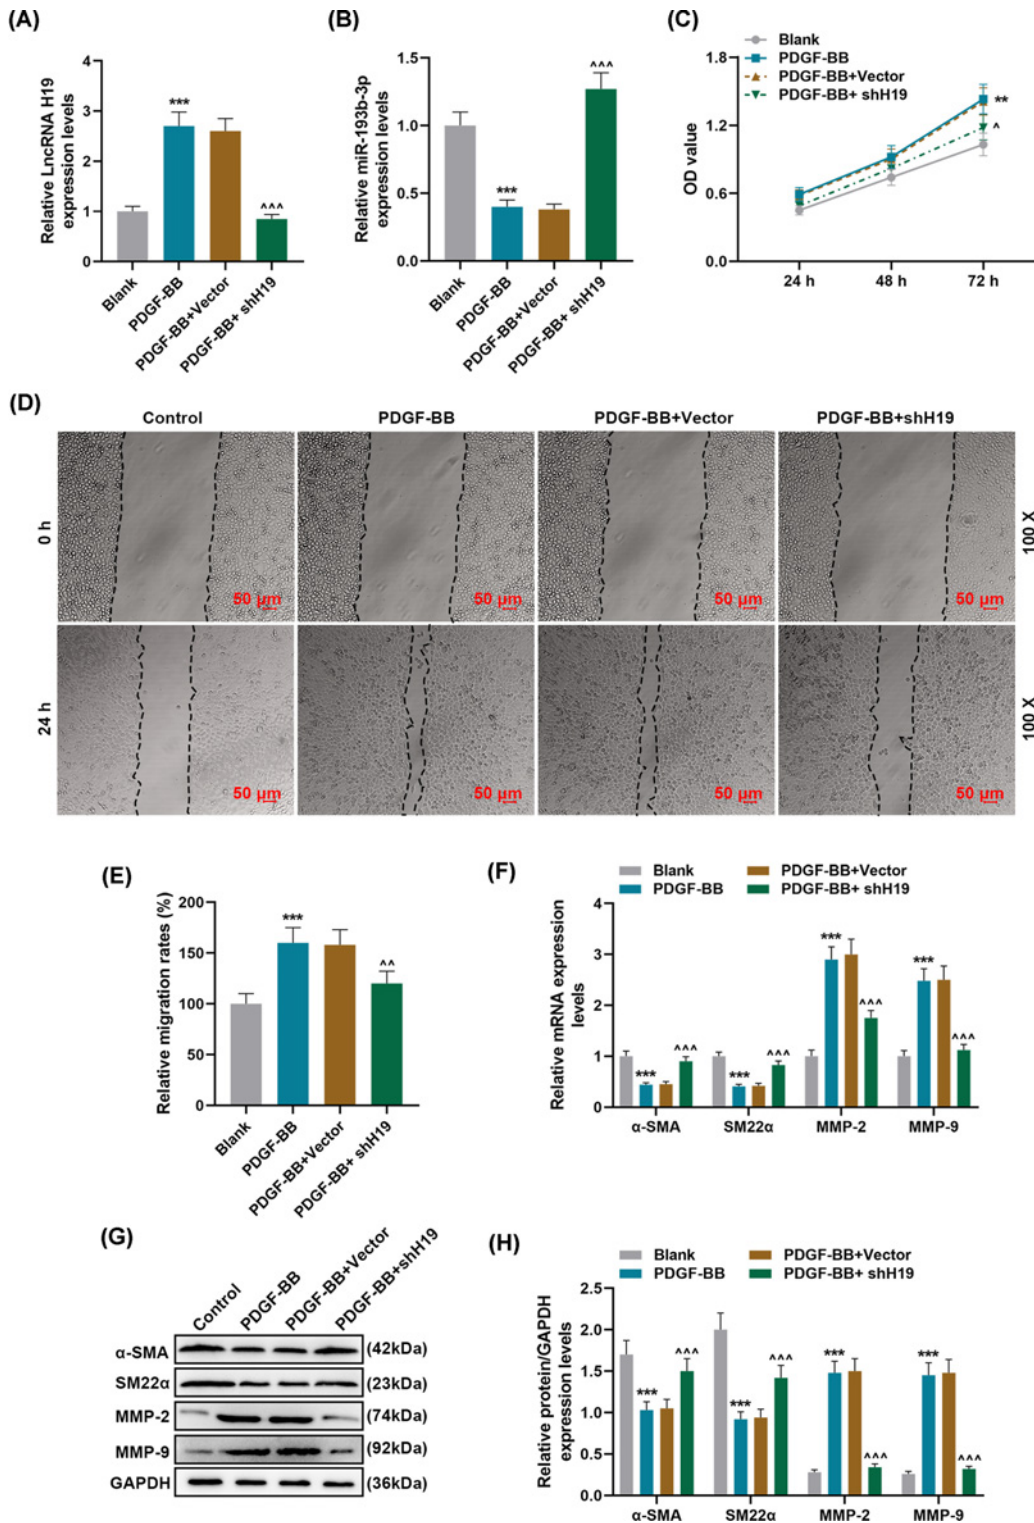 (A)
Relative LncRNA H19
expression levels
4
3
2
1
0
***
^^^
Blank
PDGF-BB
PDGF-BB+Vector
PDGF-BB+ shH19
(B)
Relative miR-193b-3p
expression levels
1.5
1.0
0.5
0.0
***
^^^
Blank
PDGF-BB
PDGF-BB+Vector
PDGF-BB+ shH19
(C)
Blank
PDGF-BB
PDGF-BB+Vector
PDGF-BB+ shH19
OD value
1.8
1.2
0.6
0.0
**
^
24 h
48 h
72 h
(D)
Control
PDGF-BB
PDGF-BB+Vector
PDGF-BB+shH19
0 h
50 μm
50 μm
50 μm
50 μm
100 X
24 h
50 μm
50 μm
50 μm
50 μm
100 X
(E)
Relative migration rates (%)
200
150
100
50
0
***
^^
Blank
PDGF-BB
PDGF-BB+Vector
PDGF-BB+ shH19
(F)
Blank
PDGF-BB
PDGF-BB+Vector
PDGF-BB+ shH19
Relative mRNA expression
levels
4
3
2
1
0
***
^^^
***
^^^
***
^^^
***
^^^
α-SMA
SM22α
MMP-2
MMP-9
(G)
Control
PDGF-BB
PDGF-BB+Vector
PDGF-BB+shH19
α-SMA
(42kDa)
SM22α
(23kDa)
MMP-2
(74kDa)
MMP-9
(92kDa)
GAPDH
(36kDa)
(H)
Blank
PDGF-BB
PDGF-BB+Vector
PDGF-BB+ shH19
Relative protein/GAPDH
expression levels
2.5
2.0
1.5
1.0
0.5
0.0
***
^^^
***
^^^
***
^^^
***
^^^
α-SMA
SM22α
MMP-2
MMP-9